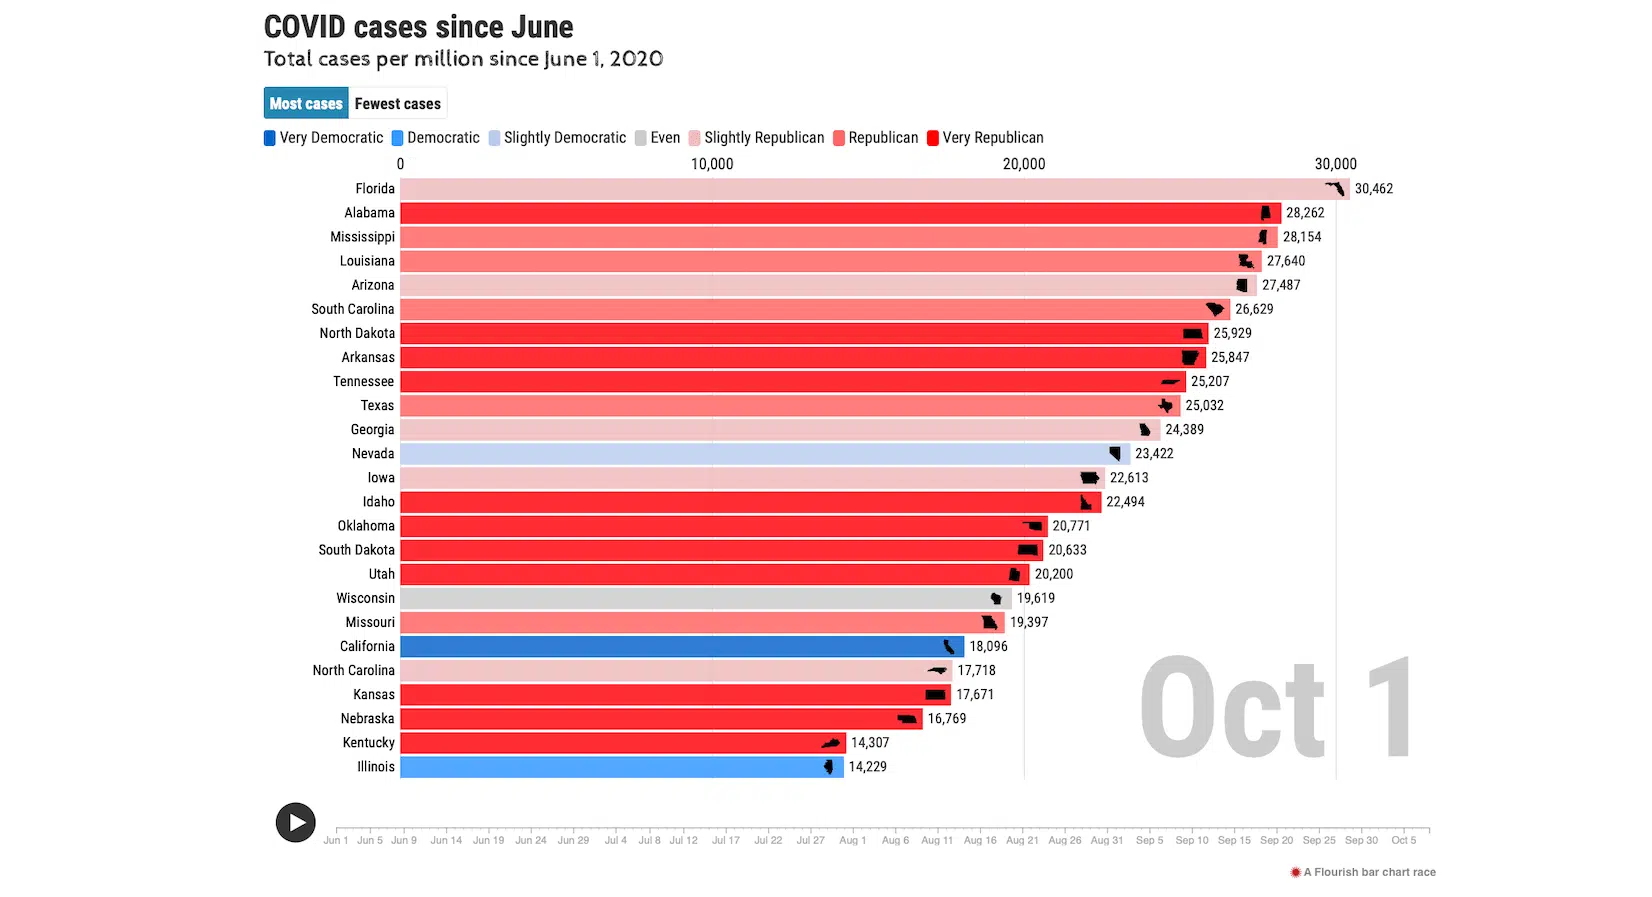 COVID cases since June
Total cases per million since June 1, 2020
Most cases Fewest cases
Very Democratic Democratic Slightly Democratic Even Slightly Republican Republican Very Republican
0 10,000 20,000 30,000
Florida 30,462
Alabama 28,262
Mississippi 28,154
Louisiana 27,640
Arizona 27,487
South Carolina 26,629
North Dakota 25,929
Arkansas 25,847
Tennessee 25,207
Texas 25,032
Georgia 24,389
Nevada 23,422
Iowa 22,613
Idaho 22,494
Oklahoma 20,771
South Dakota 20,633
Utah 20,200
Wisconsin 19,619
Missouri 19,397
California 18,096
North Carolina 17,718
Kansas 17,671
Nebraska 16,769
Kentucky 14,307
Illinois 14,229
Oct 1
Jun 1 Jun 5 Jun 9 Jun 14 Jun 19 Jun 24 Jun 29 Jul 4 Jul 8 Jul 12 Jul 17 Jul 22 Jul 27 Aug 1 Aug 6 Aug 11 Aug 16 Aug 21 Aug 26 Aug 31 Sep 5 Sep 10 Sep 15 Sep 20 Sep 25 Sep 30 Oct 5
A Flourish bar chart race